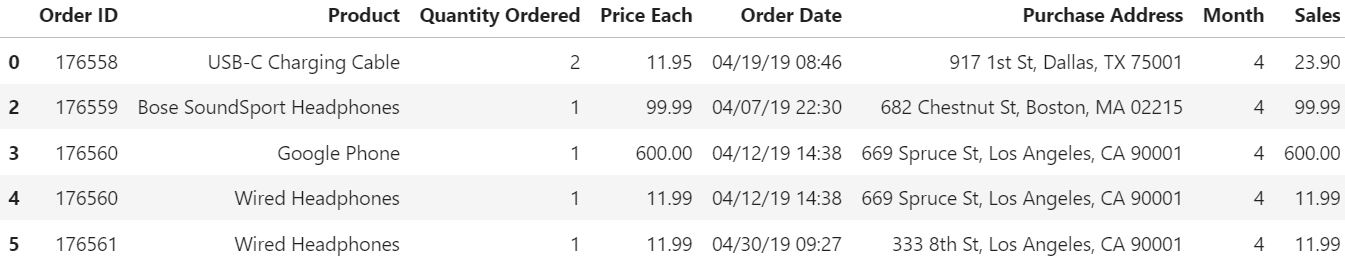 Order ID Product Quantity Ordered Price Each Order Date Purchase Address Month Sales
0 176558 USB-C Charging Cable 2 11.95 04/19/19 08:46 917 1st St, Dallas, TX 75001 4 23.90
2 176559 Bose SoundSport Headphones 1 99.99 04/07/19 22:30 682 Chestnut St, Boston, MA 02215 4 99.99
3 176560 Google Phone 1 600.00 04/12/19 14:38 669 Spruce St, Los Angeles, CA 90001 4 600.00
4 176560 Wired Headphones 1 11.99 04/12/19 14:38 669 Spruce St, Los Angeles, CA 90001 4 11.99
5 176561 Wired Headphones 1 11.99 04/30/19 09:27 333 8th St, Los Angeles, CA 90001 4 11.99